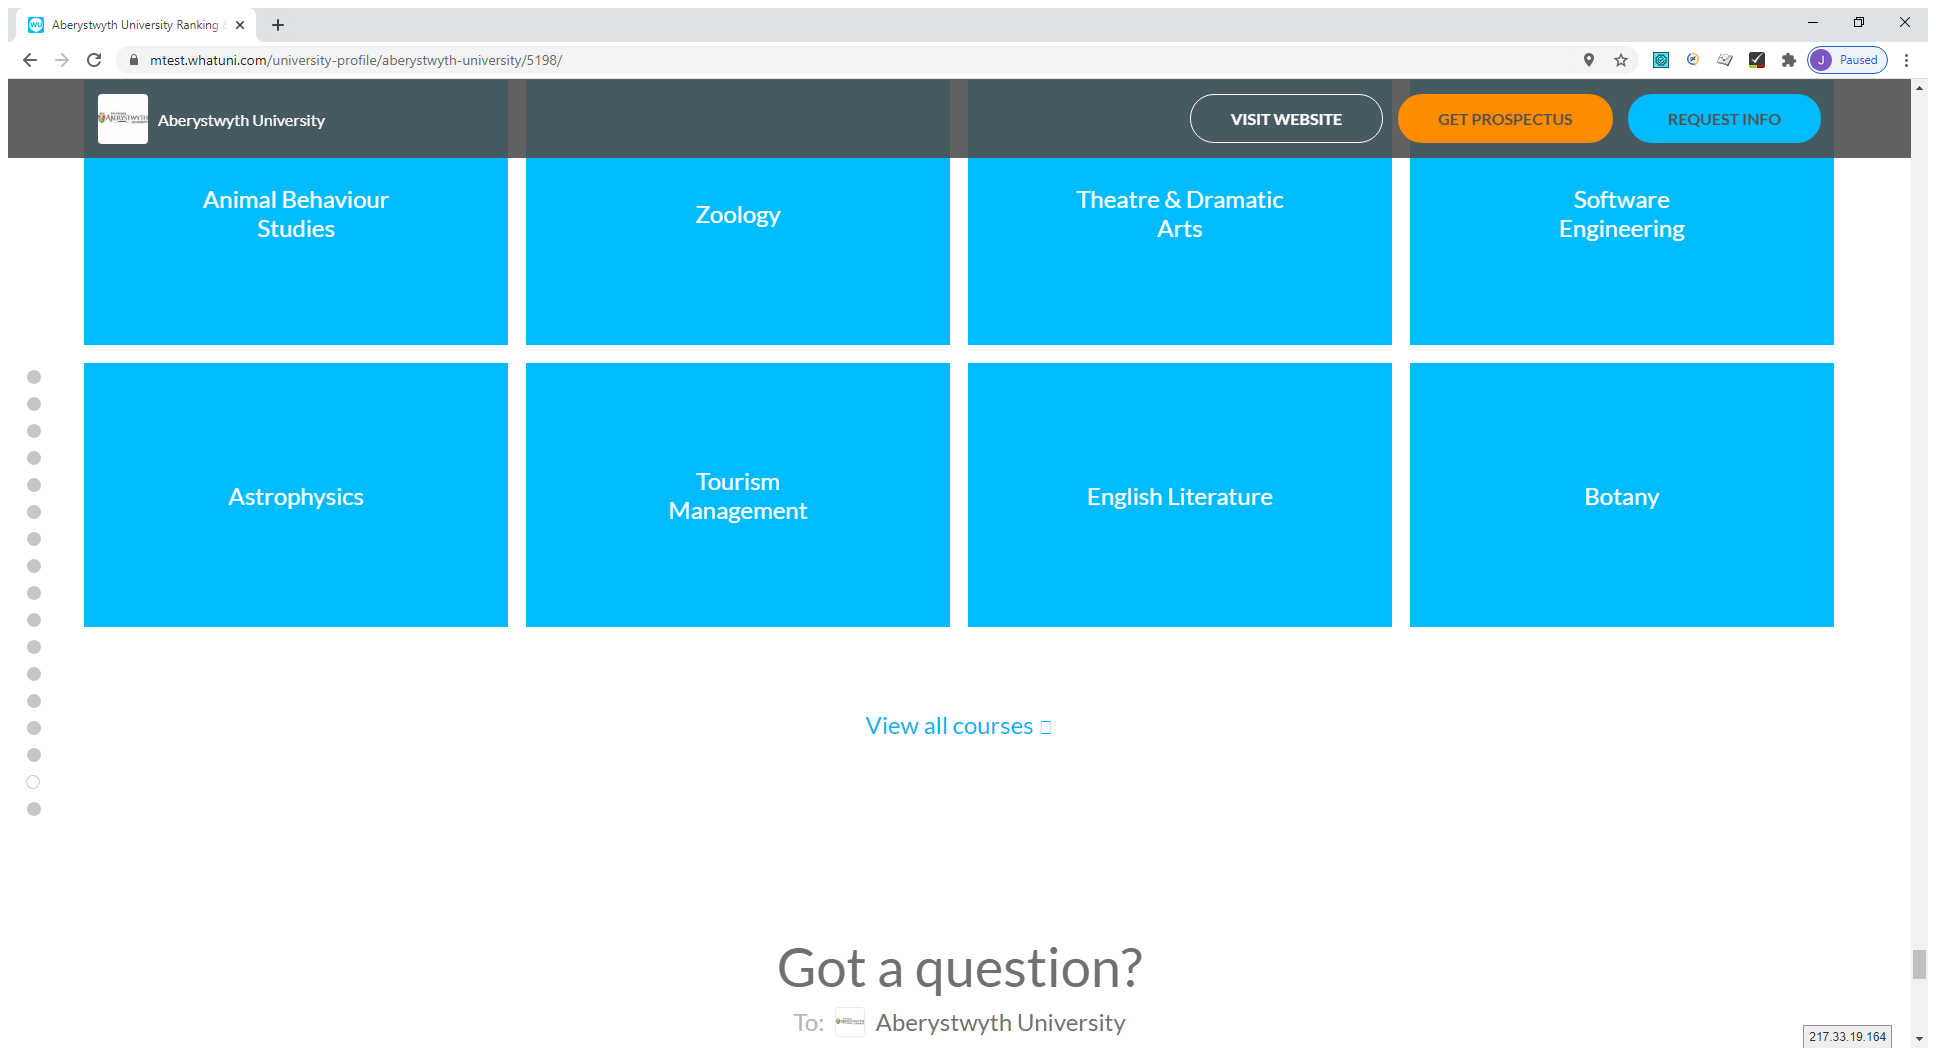 Aberystwyth University Ranking
mtest.whatuni.com/university-profile/aberystwyth-university/5198/
J Paused
ABERYSTWYTH
Aberystwyth University
VISIT WEBSITE
GET PROSPECTUS
REQUEST INFO
Animal Behaviour
Studies
Zoology
Theatre & Dramatic
Arts
Software
Engineering
Astrophysics
Tourism
Management
English Literature
Botany
View all courses
Got a question?
To: Aberystwyth University
217.33.19.164